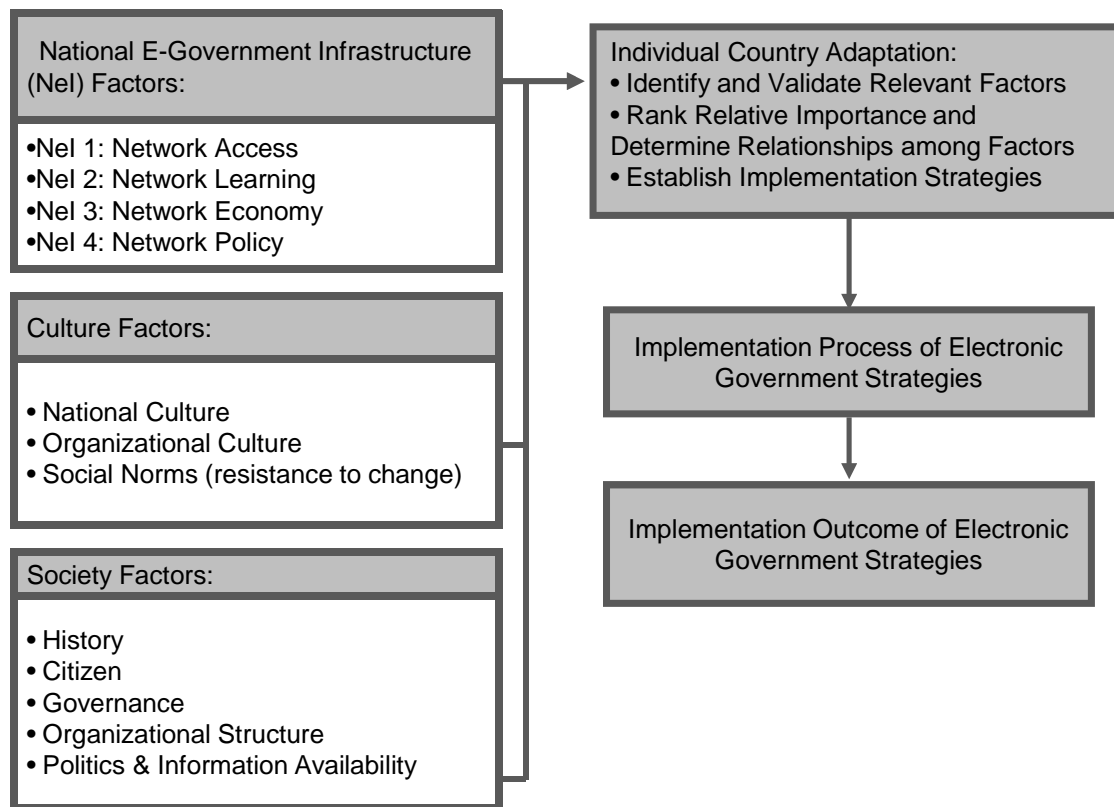 National E-Government Infrastructure
(NeI) Factors:
•NeI 1: Network Access
•NeI 2: Network Learning
•NeI 3: Network Economy
•NeI 4: Network Policy
Culture Factors:
• National Culture
• Organizational Culture
• Social Norms (resistance to change)
Society Factors:
• History
• Citizen
• Governance
• Organizational Structure
• Politics & Information Availability
Individual Country Adaptation:
• Identify and Validate Relevant Factors
• Rank Relative Importance and
Determine Relationships among Factors
• Establish Implementation Strategies
Implementation Process of Electronic
Government Strategies
Implementation Outcome of Electronic
Government Strategies